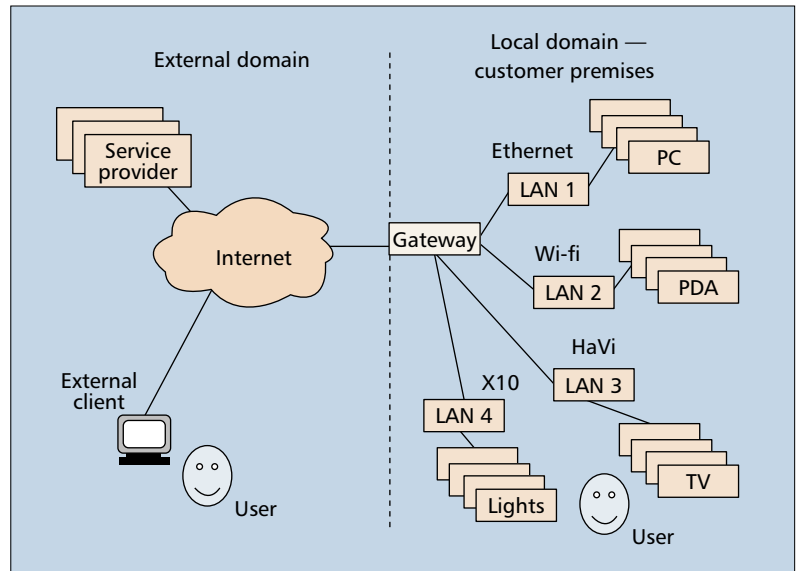 External domain
Local domain —
customer premises
Service
provider
Internet
External
client
User
Gateway
Ethernet
LAN 1
PC
Wi-fi
LAN 2
PDA
HaVi
LAN 3
TV
X10
LAN 4
Lights
User